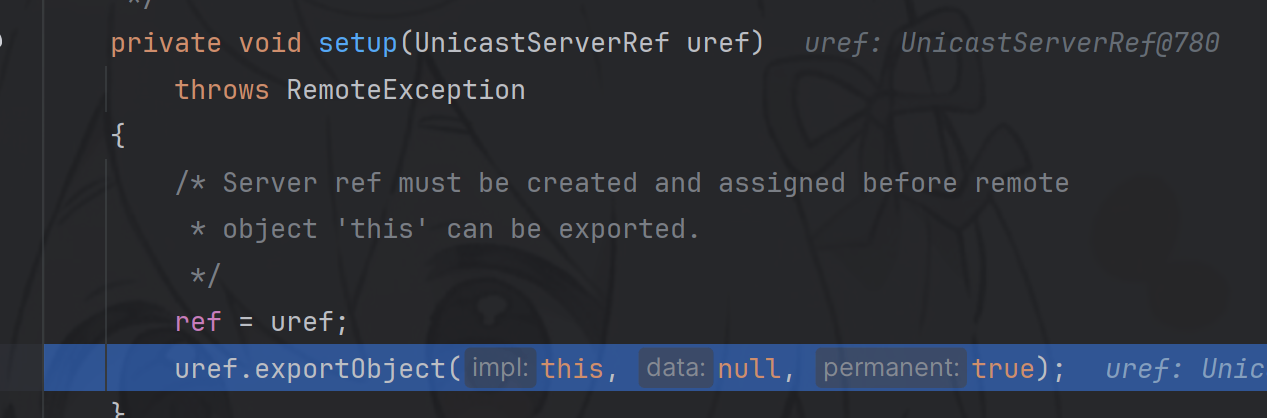 */
private void setup(UnicastServerRef uref)   uref: UnicastServerRef@780
throws RemoteException
{
/* Server ref must be created and assigned before remote
* object 'this' can be exported.
*/
ref = uref;
uref.exportObject( impl: this, data: null, permanent: true);   uref: Unic
}